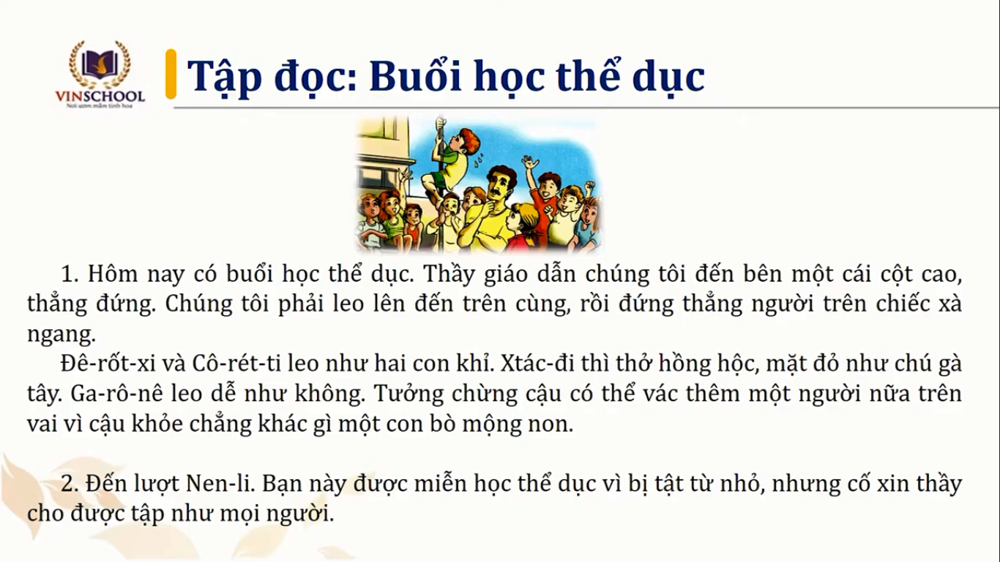 VINSCHOOL
Nơi ươm mầm tinh hoa
Tập đọc: Buổi học thể dục
1. Hôm nay có buổi học thể dục. Thầy giáo dẫn chúng tôi đến bên một cái cột cao,
thẳng đứng. Chúng tôi phải leo lên đến trên cùng, rồi đứng thẳng người trên chiếc xà
ngang.
Đê-rốt-xi và Cô-rét-ti leo như hai con khỉ. Xtác-đi thì thở hồng hộc, mặt đỏ như chú gà
tây. Ga-rô-nê leo dễ như không. Tưởng chừng cậu có thể vác thêm một người nữa trên
vai vì cậu khỏe chẳng khác gì một con bò mộng non.
2. Đến lượt Nen-li. Bạn này được miễn học thể dục vì bị tật từ nhỏ, nhưng cố xin thầy
cho được tập như mọi người.